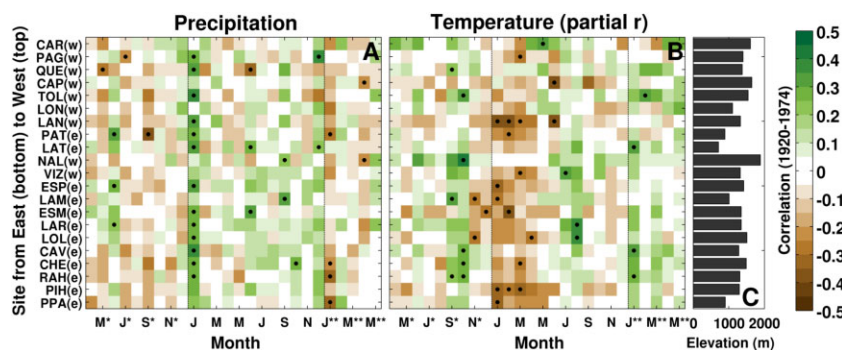 Precipitation
Temperature (partial r)
A
B
C
Site from East (bottom) to West (top)
CAR(w)
PAG(w)
QUE(w)
CAP(w)
TOL(w)
LON(w)
LAN(w)
PAT(e)
LAT(e)
NAL(w)
VIZ(w)
ESP(e)
LAM(e)
ESM(e)
LAR(e)
LOL(e)
CAV(e)
CHE(e)
RAH(e)
PIH(e)
PPA(e)
M* J* S* N* J M M J S N J** M** M**
Month
M* J* S* N* J M M J S N J** M** M**
Month
0 1000 2000
Elevation (m)
0.5
0.4
0.3
0.2
0.1
0
-0.1
-0.2
-0.3
-0.4
-0.5
Correlation (1920-1974)